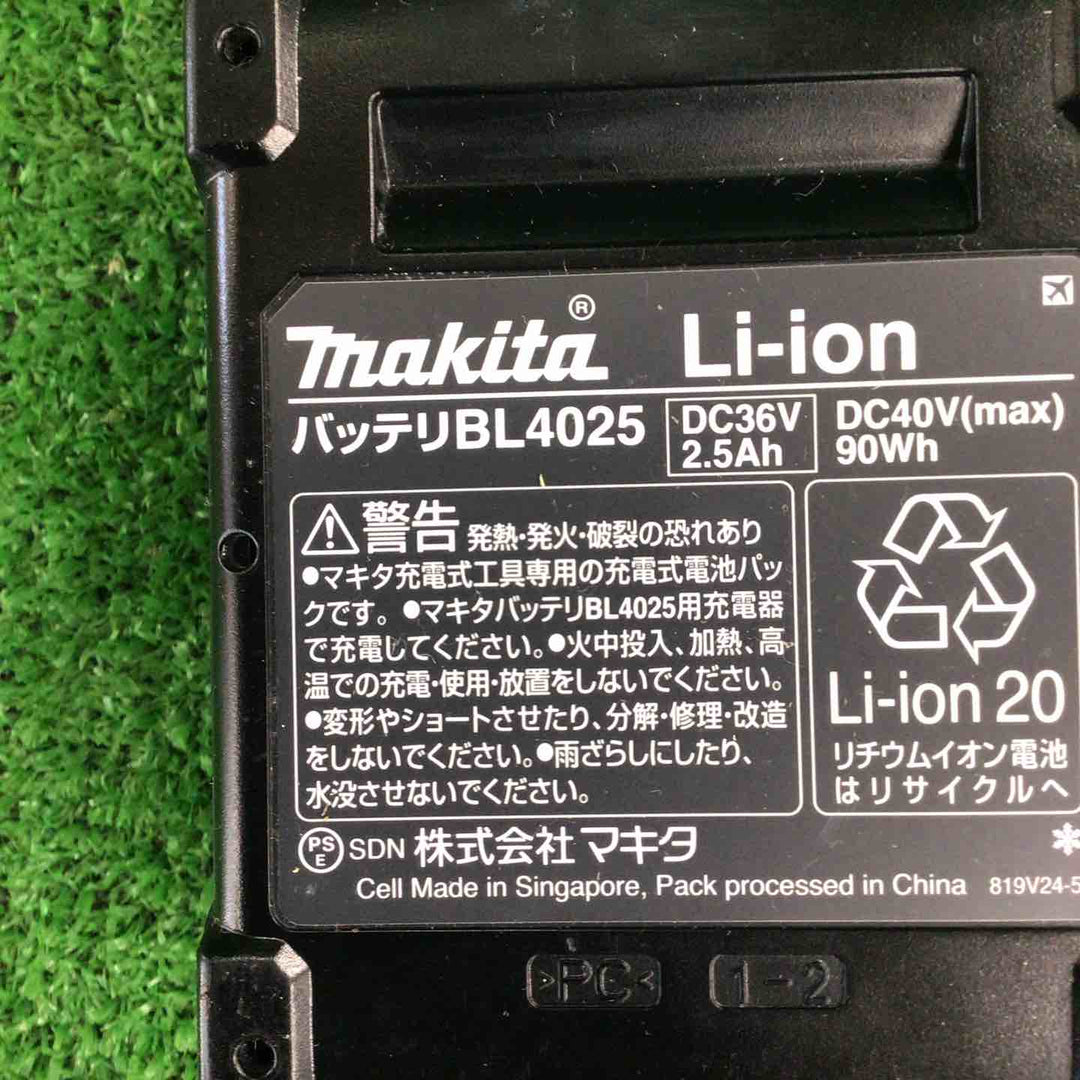 makita® Li-ion
バッテリBL4025
DC36V
2.5Ah
DC40V(max)
90Wh
警告 発熱・発火・破裂の恐れあり
●マキタ充電式工具専用の充電式電池パッ
クです。●マキタバッテリBL4025用充電器
で充電してください。●火中投入、加熱、高
温での充電・使用・放置をしないでください。
●変形やショートさせたり、分解・修理・改造
をしないでください。●雨ざらしにしたり、
水没させないでください。
Li-ion 20
リチウムイオン電池
はリサイクルへ
PS
E
SDN 株式会社マキタ
Cell Made in Singapore, Pack processed in China 819V24-5
>PC<
1-2